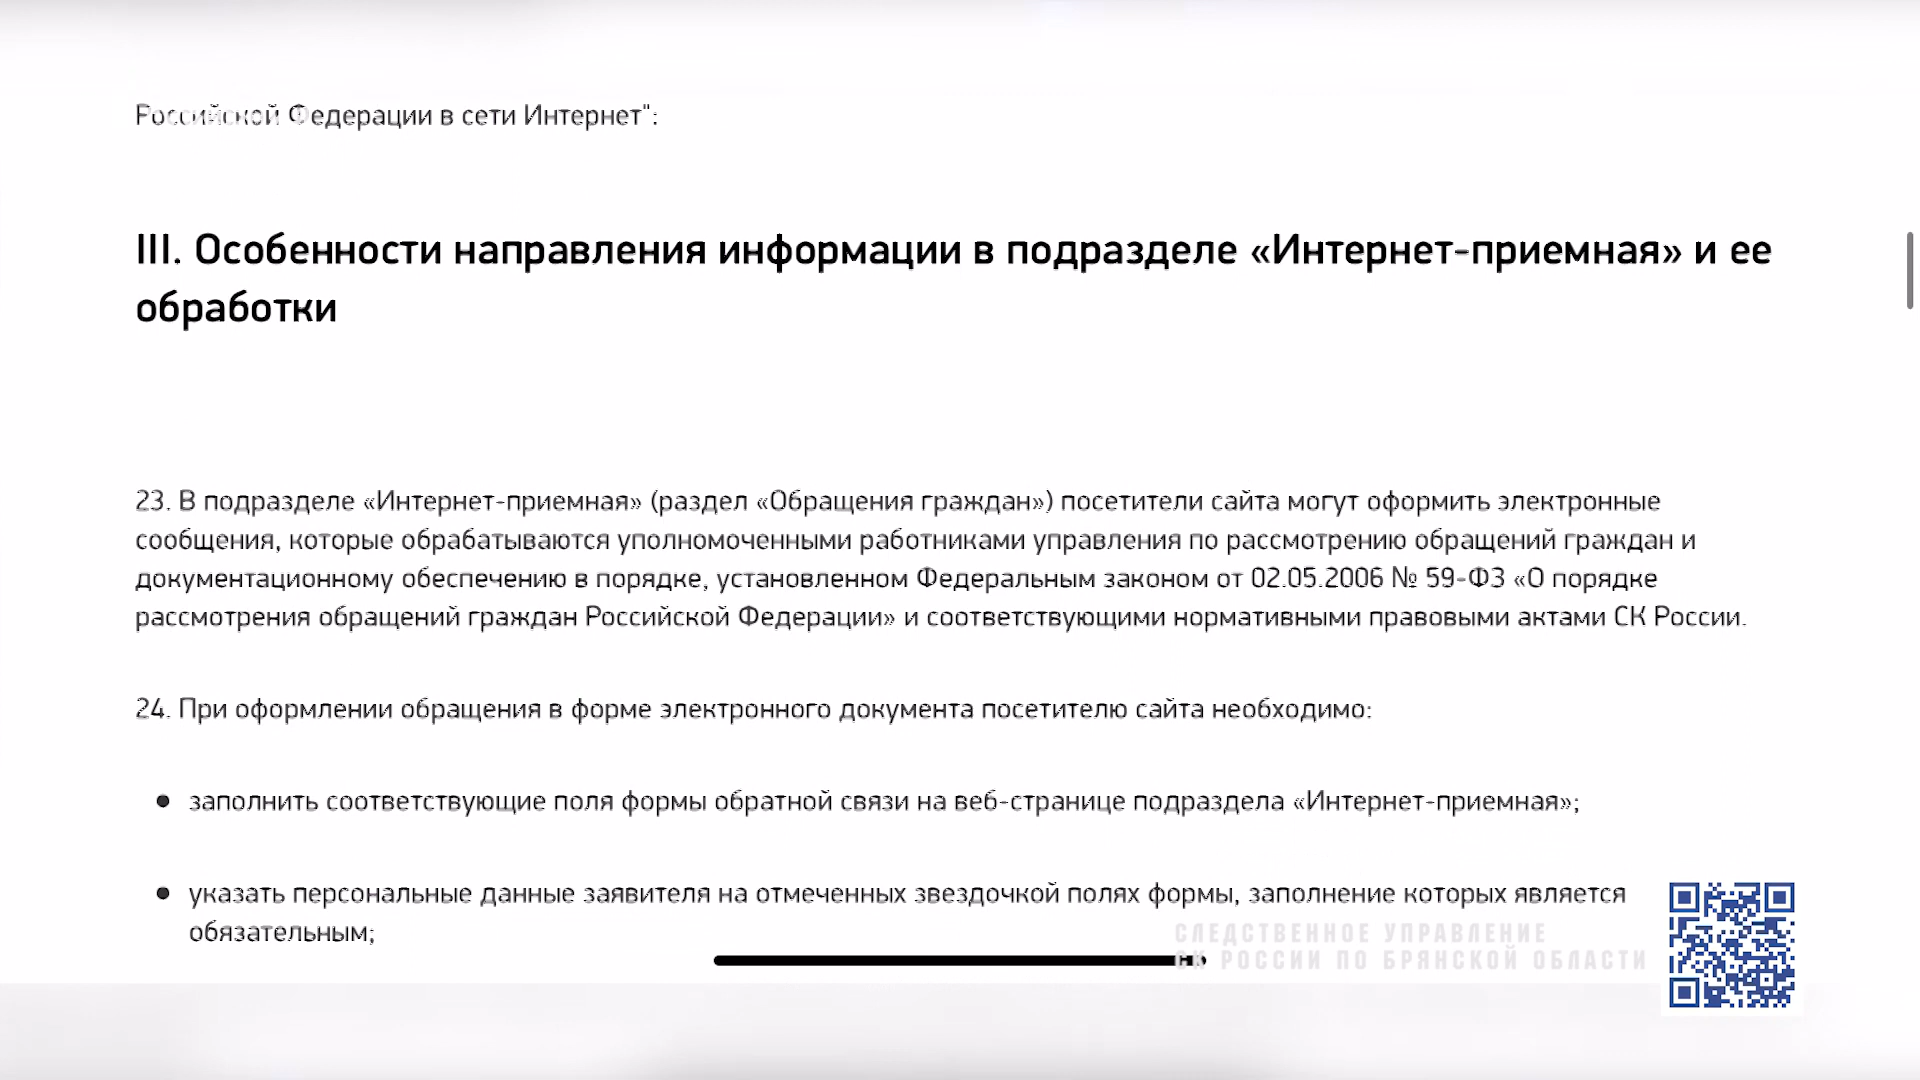 Российской Федерации в сети Интернет":
III. Особенности направления информации в подразделе «Интернет-приемная» и ее
обработки
23. В подразделе «Интернет-приемная» (раздел «Обращения граждан») посетители сайта могут оформить электронные
сообщения, которые обрабатываются уполномоченными работниками управления по рассмотрению обращений граждан и
документационному обеспечению в порядке, установленном Федеральным законом от 02.05.2006 № 59-ФЗ «О порядке
рассмотрения обращений граждан Российской Федерации» и соответствующими нормативными правовыми актами СК России.
24. При оформлении обращения в форме электронного документа посетителю сайта необходимо:
● заполнить соответствующие поля формы обратной связи на веб-странице подраздела «Интернет-приемная»;
● указать персональные данные заявителя на отмеченных звездочкой полях формы, заполнение которых является
обязательным;
СЛЕДСТВЕННОЕ УПРАВЛЕНИЕ
СК РОССИИ ПО БРЯНСКОЙ ОБЛАСТИ